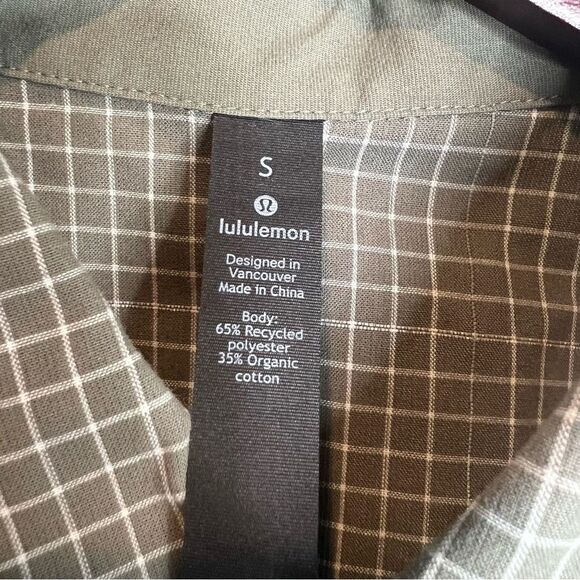 S
lululemon
Designed in
Vancouver
Made in China
Body:
65% Recycled
polyester
35% Organic
cotton